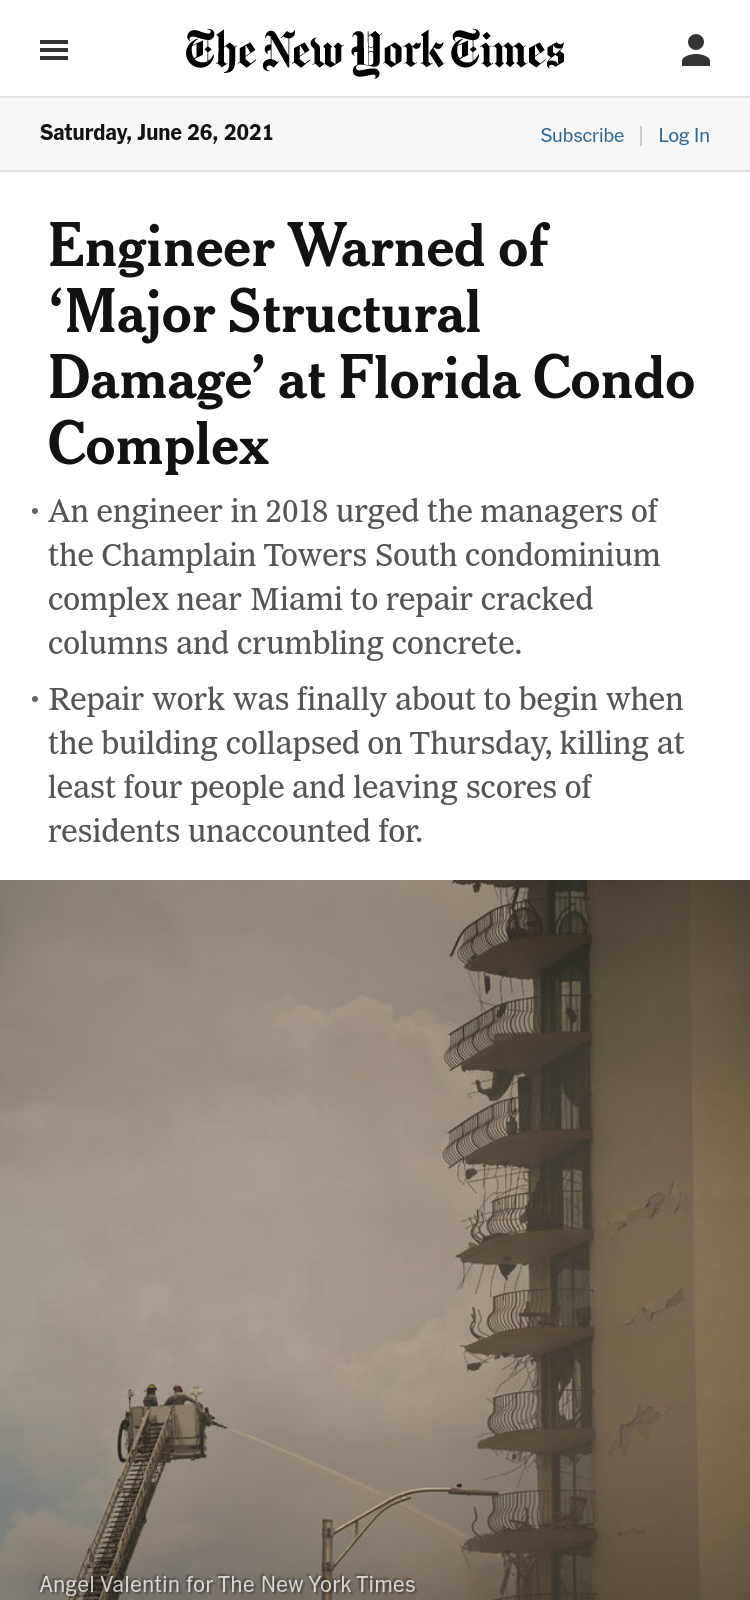 The New York Times
Saturday, June 26, 2021
Subscribe | Log In
Engineer Warned of
‘Major Structural
Damage’ at Florida Condo
Complex
• An engineer in 2018 urged the managers of
the Champlain Towers South condominium
complex near Miami to repair cracked
columns and crumbling concrete.
• Repair work was finally about to begin when
the building collapsed on Thursday, killing at
least four people and leaving scores of
residents unaccounted for.
Angel Valentin for The New York Times